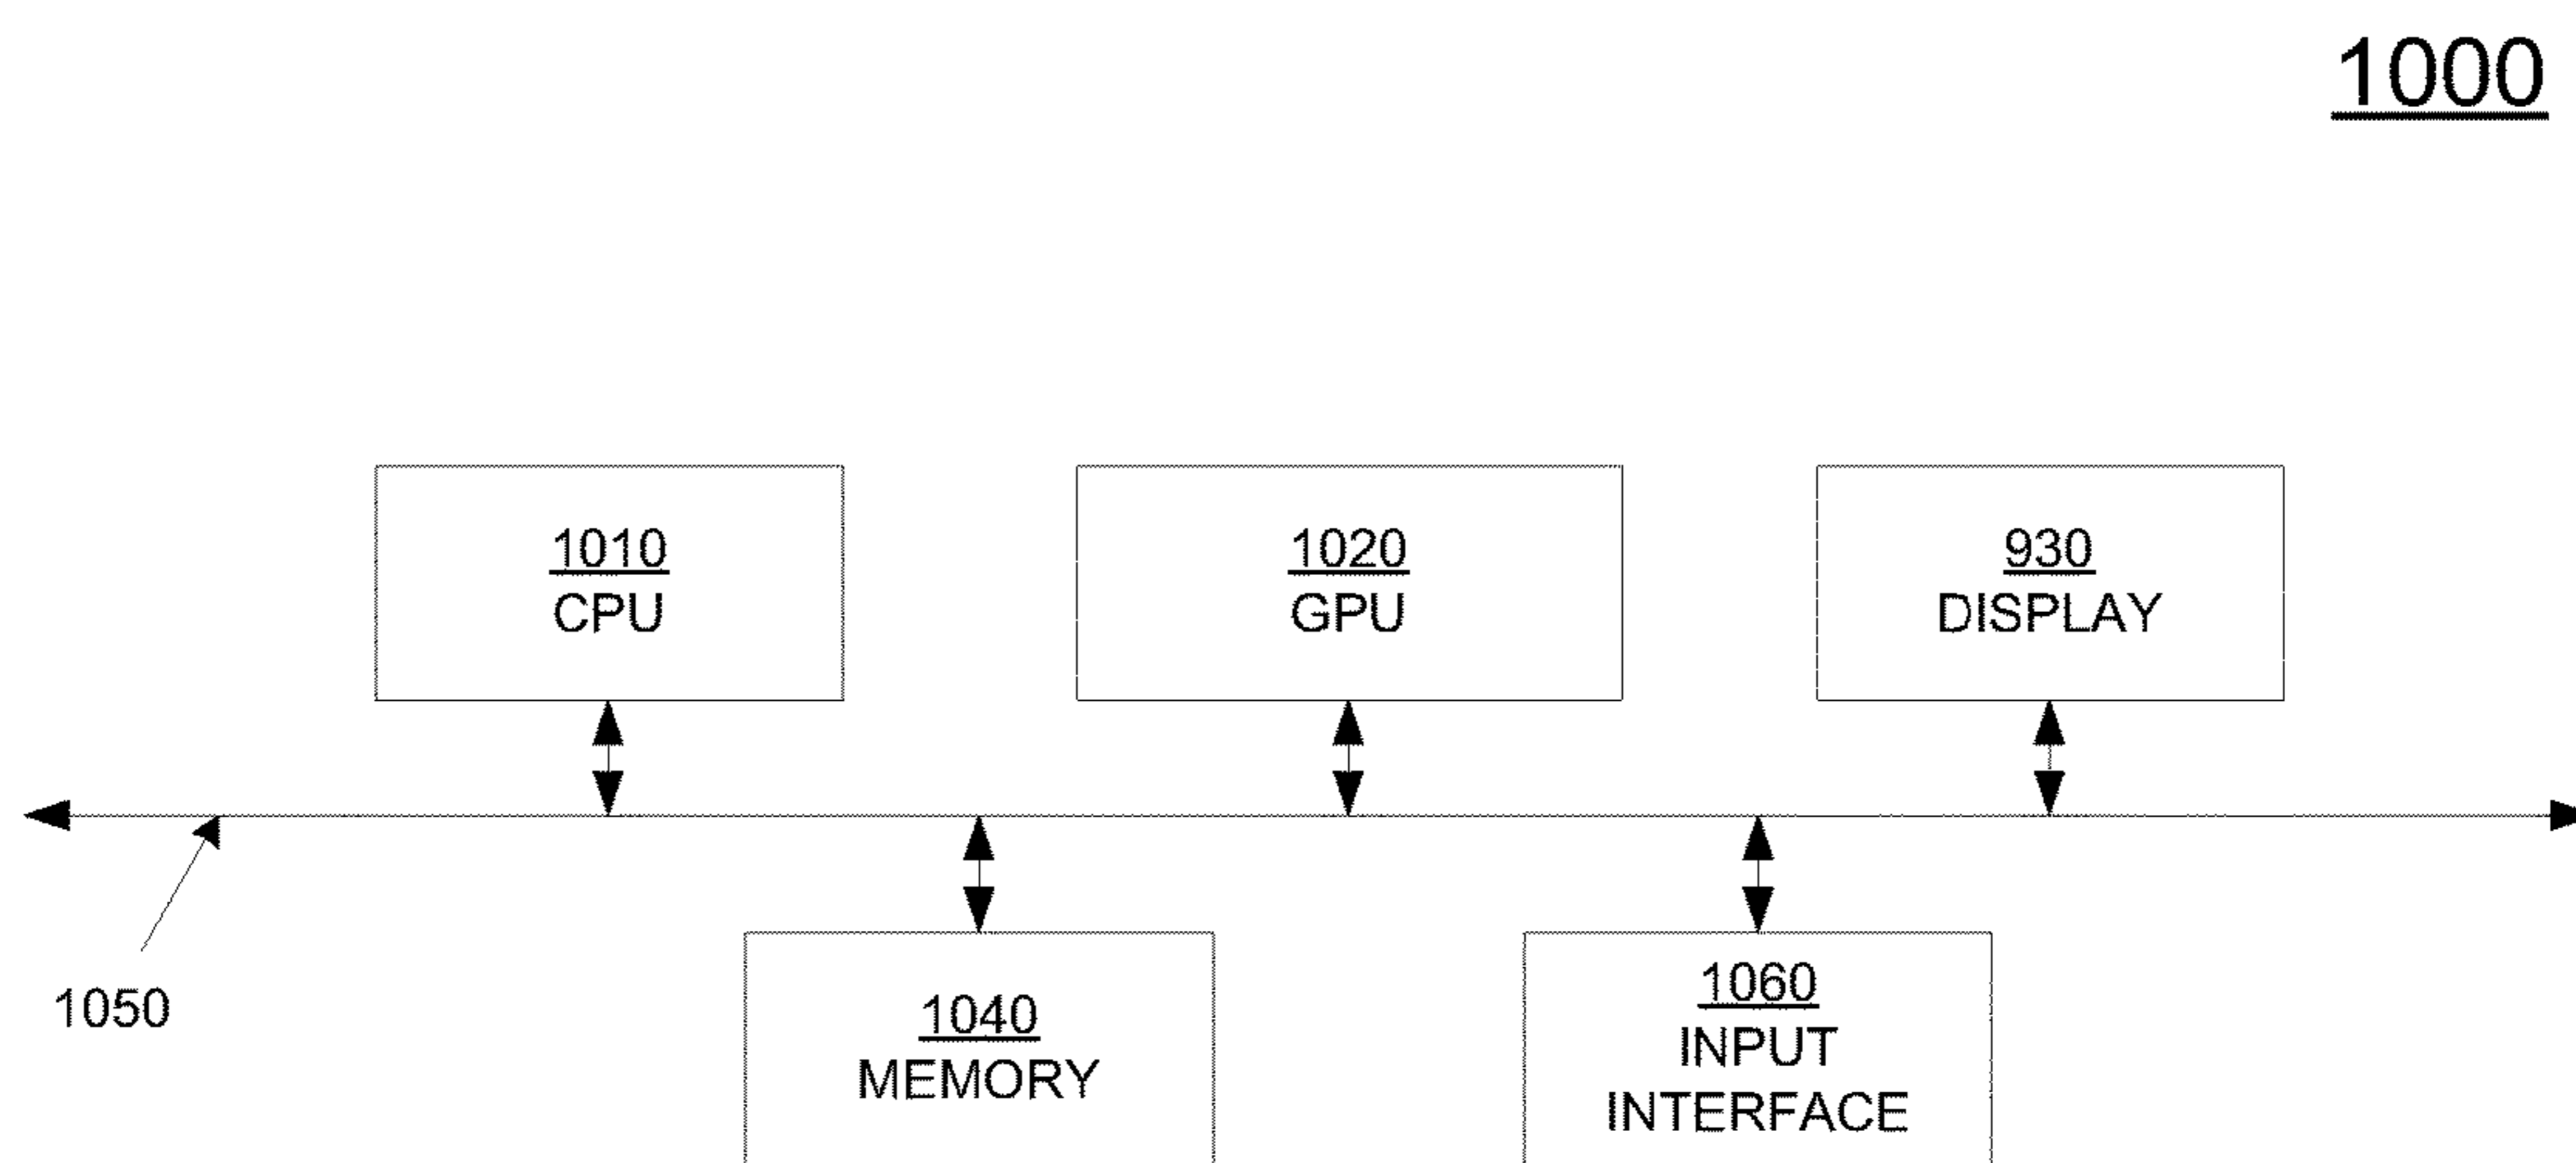 1000
1010
CPU
1020
GPU
930
DISPLAY
1050
1040
MEMORY
1060
INPUT
INTERFACE